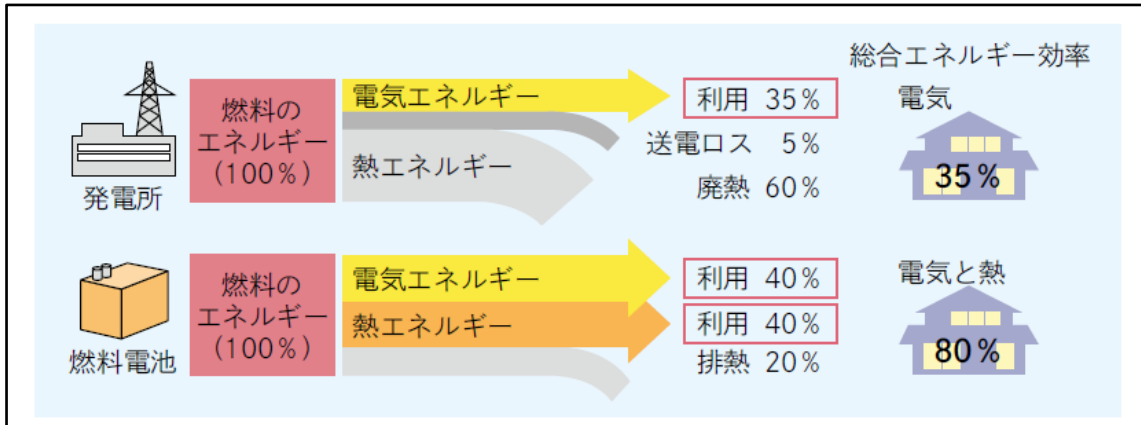 総合エネルギー効率
発電所
燃料の
エネルギー
(100%)
電気エネルギー
熱エネルギー
利用 35%
送電ロス 5%
廃熱 60%
電気
35%
燃料電池
燃料の
エネルギー
(100%)
電気エネルギー
熱エネルギー
利用 40%
利用 40%
排熱 20%
電気と熱
80%